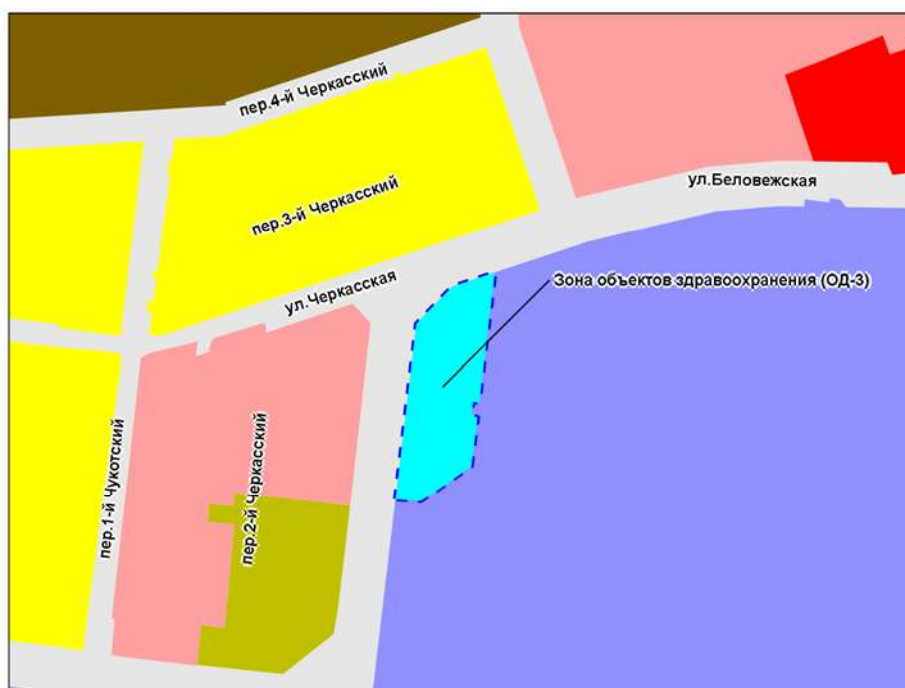 пер.4-й Черкасский
ул.Беловежская
пер.3-й Черкасский
ул.Черкасская
Зона объектов здравоохранения (ОД-3)
пер.1-й Чукотский
пер.2-й Черкасский